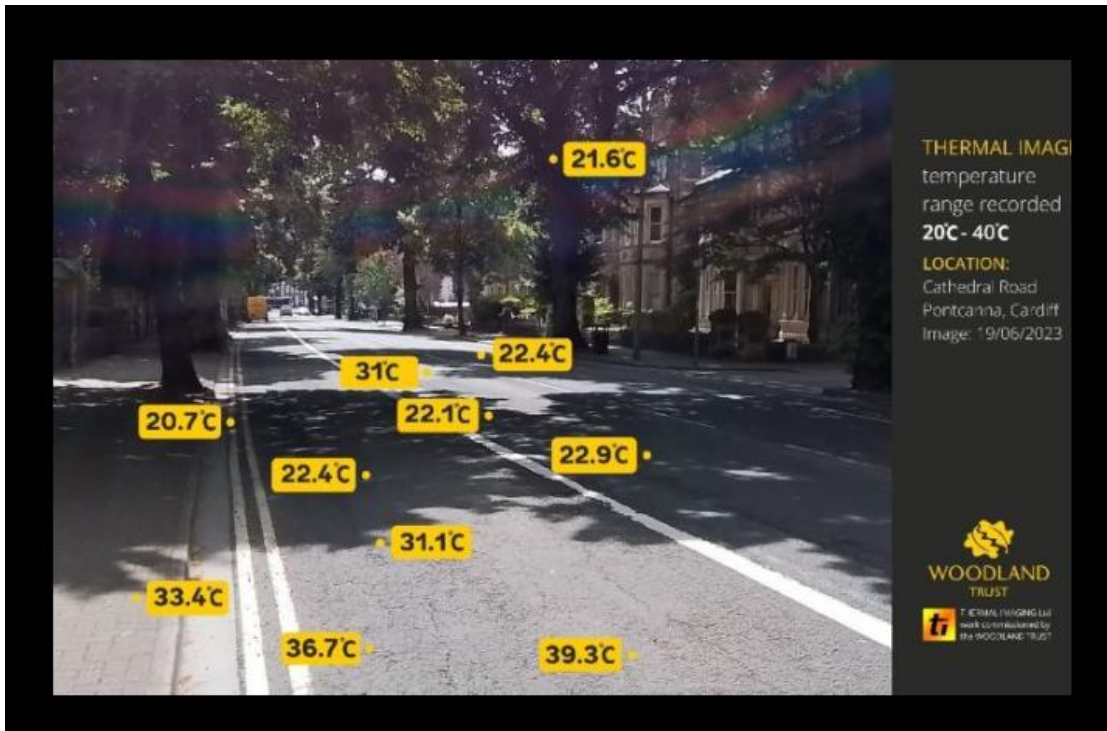 21.6°C
22.4°C
31°C
20.7°C
22.1°C
22.9°C
22.4°C
31.1°C
33.4°C
36.7°C
39.3°C
THERMAL IMAG
temperature
range recorded
20°C - 40°C
LOCATION:
Cathedral Road
Pontcanna, Cardiff
Image: 19/06/2023
WOODLAND
TRUST
ti
THERMAL IMAGING Ltd
work commissioned by
the WOODLAND TRUST